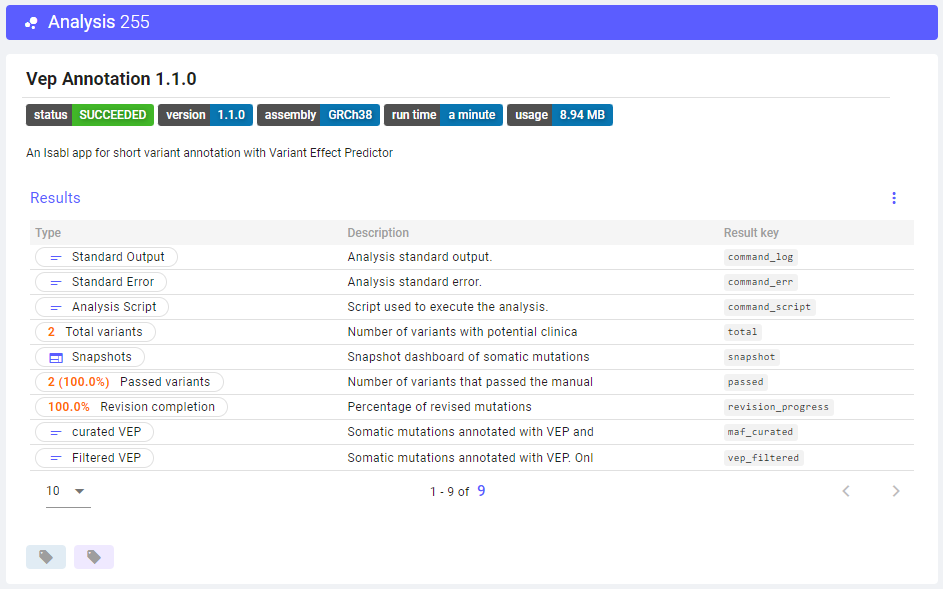 Analysis 255
Vep Annotation 1.1.0
status SUCCEEDED version 1.1.0 assembly GRCh38 run time a minute usage 8.94 MB
An Isabl app for short variant annotation with Variant Effect Predictor
Results
Type Description Result key
Standard Output Analysis standard output. command_log
Standard Error Analysis standard error. command_err
Analysis Script Script used to execute the analysis. command_script
2 Total variants Number of variants with potential clinica total
Snapshots Snapshot dashboard of somatic mutations snapshot
2 (100.0%) Passed variants Number of variants that passed the manual passed
100.0% Revision completion Percentage of revised mutations revision_progress
curated VEP Somatic mutations annotated with VEP and maf_curated
Filtered VEP Somatic mutations annotated with VEP. Onl vep_filtered
10 1 - 9 of 9